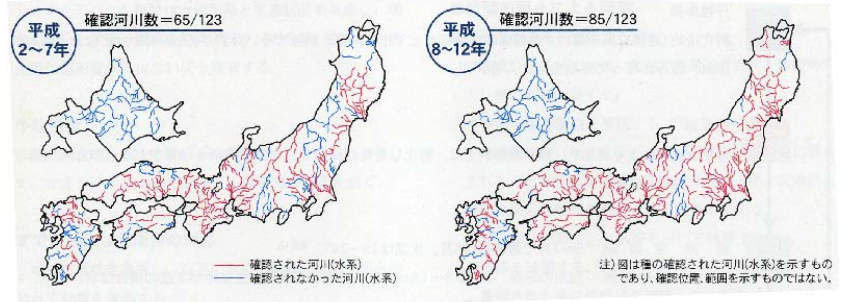 平成
2〜7年
確認河川数=65/123
平成
8〜12年
確認河川数=85/123
確認された河川(水系)
確認されなかった河川(水系)
注）図は種の確認された河川(水系)を示すもの
であり、確認位置、範囲を示すものではない。